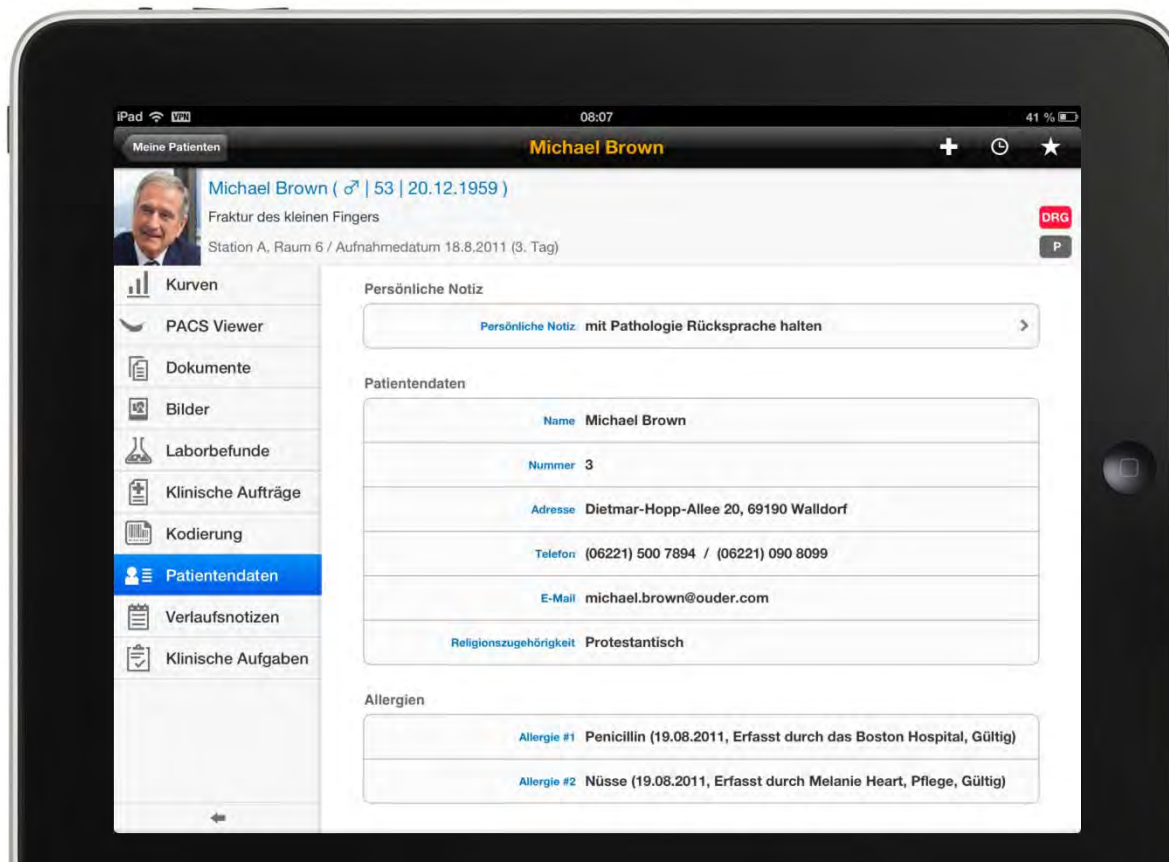 iPad VPN 08:07 41 %
Meine Patienten Michael Brown
Michael Brown ( ♂ | 53 | 20.12.1959 )
Fraktur des kleinen Fingers
DRG
Station A, Raum 6 / Aufnahmedatum 18.8.2011 (3. Tag)
P
Kurven
PACS Viewer
Dokumente
Bilder
Laborbefunde
Klinische Aufträge
Kodierung
Patientendaten
Verlaufsnotizen
Klinische Aufgaben
Persönliche Notiz
Persönliche Notiz mit Pathologie Rücksprache halten
Patientendaten
Name Michael Brown
Nummer 3
Adresse Dietmar-Hopp-Allee 20, 69190 Walldorf
Telefon (06221) 500 7894 / (06221) 090 8099
E-Mail michael.brown@ouder.com
Religionszugehörigkeit Protestantisch
Allergien
Allergie #1 Penicillin (19.08.2011, Erfasst durch das Boston Hospital, Gültig)
Allergie #2 Nüsse (19.08.2011, Erfasst durch Melanie Heart, Pflege, Gültig)